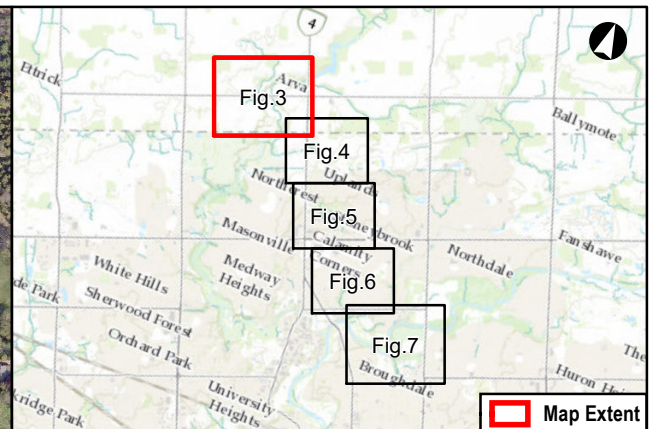 4
Ettrick
Arva
Fig.3
Ballymote
Fig.4
Uplands
Northcrest
Fig.5
Stoneybrook
Fanshawe
Masonville
Calamity
Corners
Northdale
White Hills
Medway
Heights
Fig.6
de Park
Sherwood Forest
Fig.7
Orchard Park
The
Broughdale
Huron Hei
University
Heights
kridge Park
Map Extent